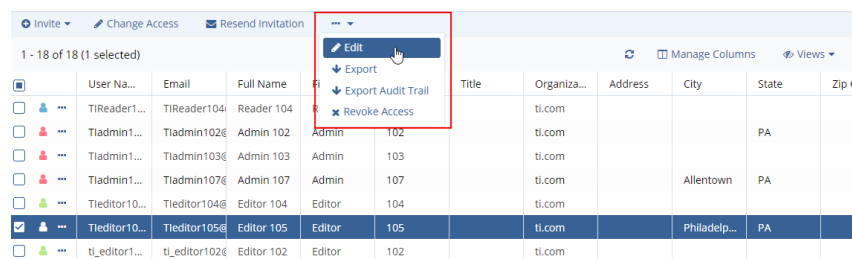 Invite Change Access Resend Invitation ...
Edit
Export
Export Audit Trail
Revoke Access
1 - 18 of 18 (1 selected) Manage Columns Views
User Na... Email Full Name Fi Title Organiza... Address City State Zip
TIReader1... TIReader104 Reader 104 R ti.com
TIadmin1... TIadmin102@ Admin 102 Admin 102 ti.com PA
TIadmin1... TIadmin103@ Admin 103 Admin 103 ti.com
TIadmin1... TIadmin107@ Admin 107 Admin 107 ti.com Allentown PA
TIeditor10... TIeditor104@ Editor 104 Editor 104 ti.com
TIeditor10... TIeditor105@ Editor 105 Editor 105 ti.com Philadelp... PA
ti_editor1... ti_editor102@ Editor 102 Editor 102 ti.com